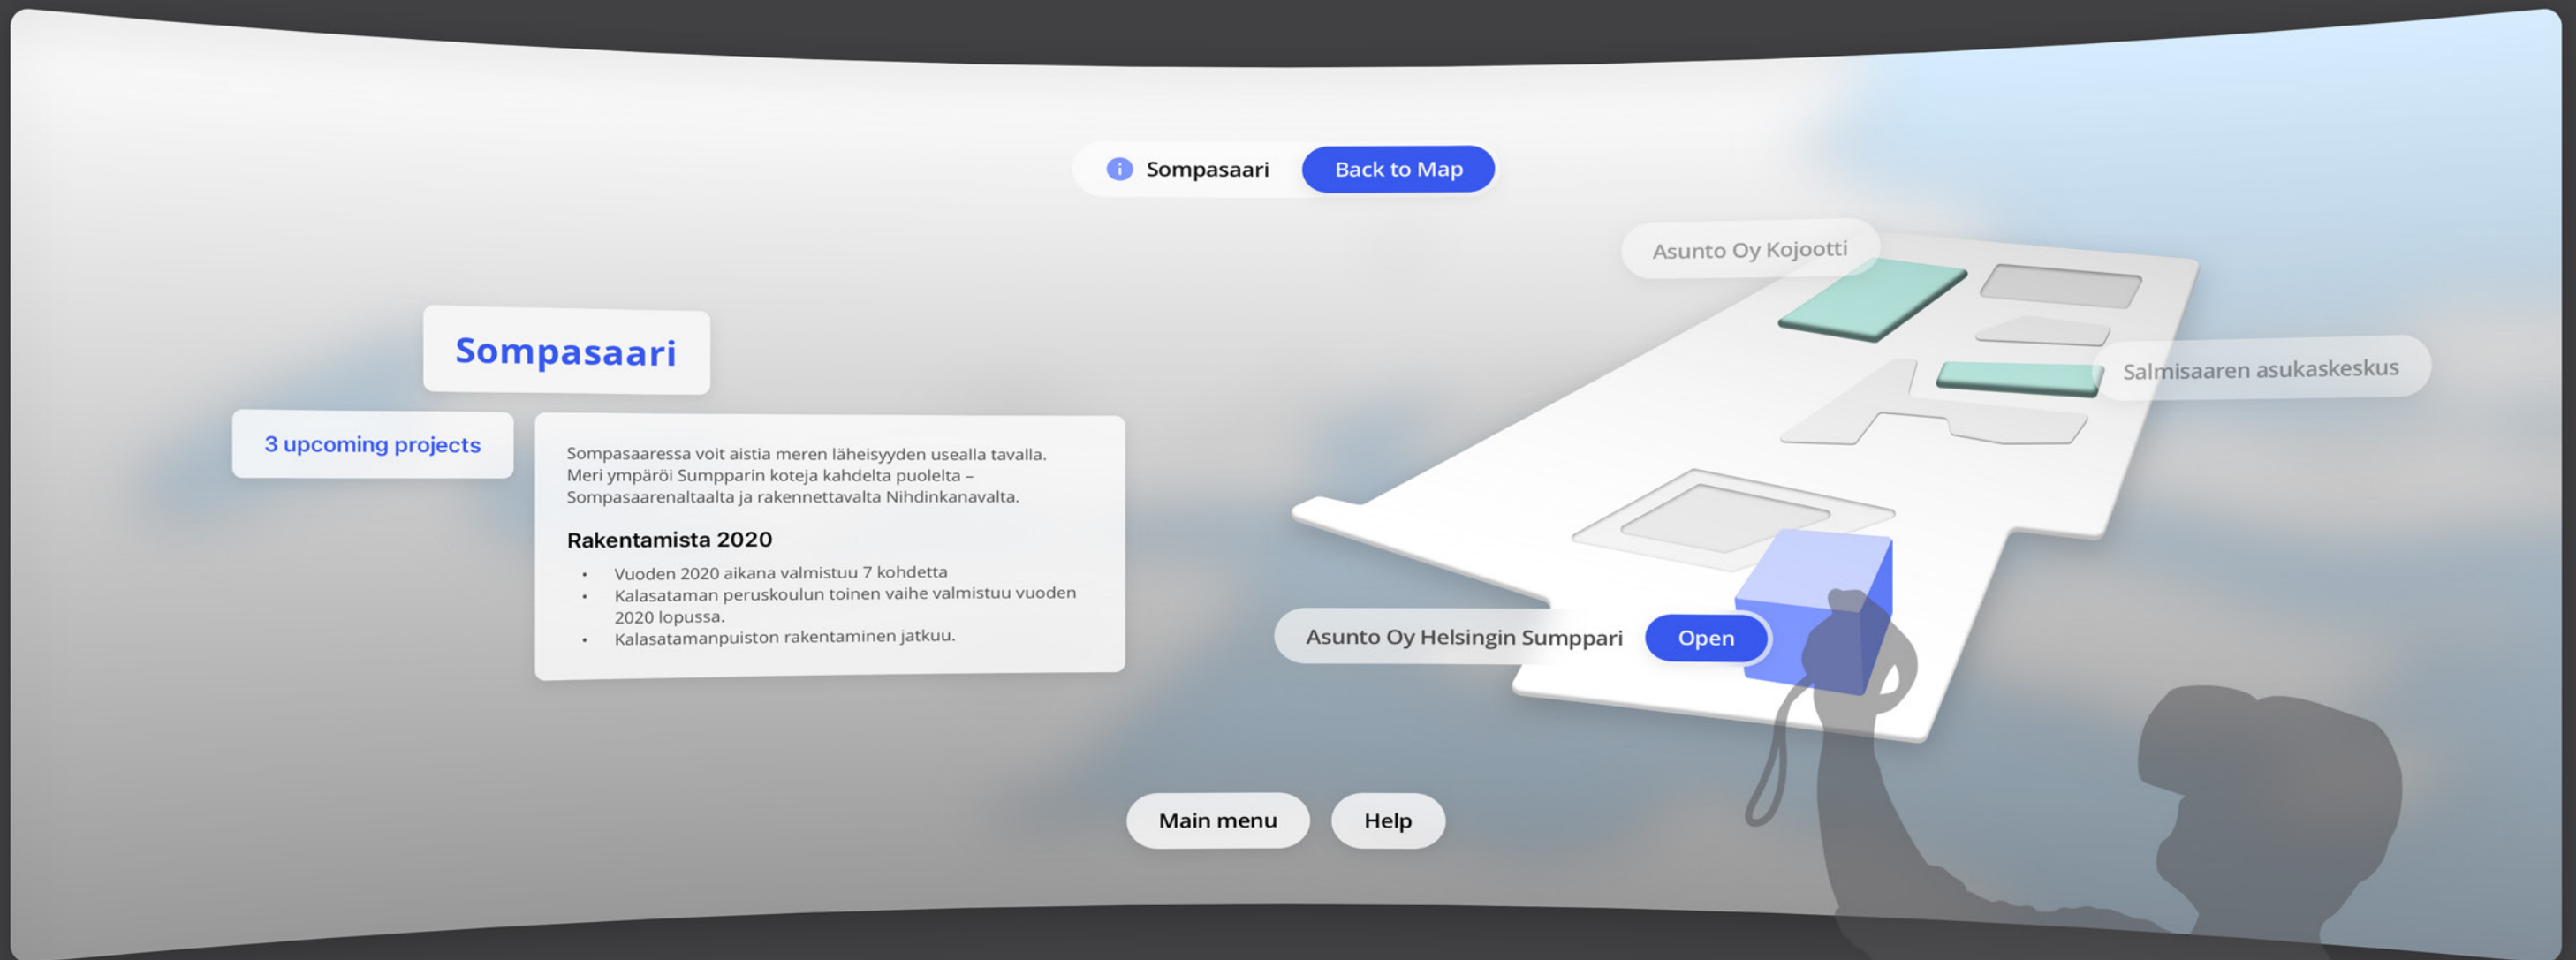 Sompasaari
Back to Map
Asunto Oy Kojootti
Sompasaari
Salmisaaren asukaskeskus
3 upcoming projects
Sompasaaressa voit aistia meren läheisyyden usealla tavalla.
Meri ympäröi Sumpparin koteja kahdelta puolelta –
Sompasaarenaltaalta ja rakennettavalta Nihdinkanavalta.
Rakentamista 2020
• Vuoden 2020 aikana valmistuu 7 kohdetta
• Kalasataman peruskoulun toinen vaihe valmistuu vuoden
2020 lopussa.
• Kalasatamanpuiston rakentaminen jatkuu.
Asunto Oy Helsingin Sumppari
Open
Main menu
Help